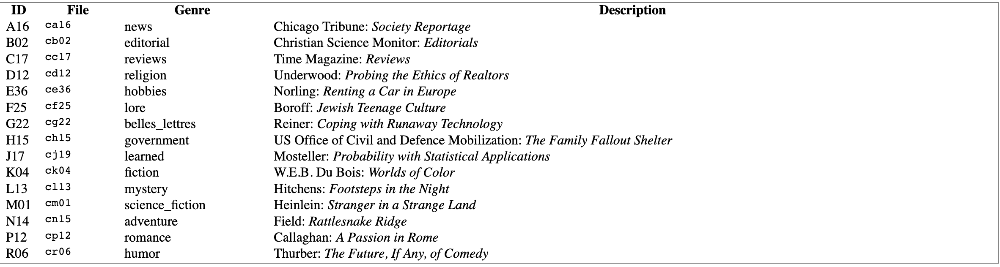 ID File Genre Description
A16 ca16 news Chicago Tribune: Society Reportage
B02 cb02 editorial Christian Science Monitor: Editorials
C17 cc17 reviews Time Magazine: Reviews
D12 cd12 religion Underwood: Probing the Ethics of Realtors
E36 ce36 hobbies Norling: Renting a Car in Europe
F25 cf25 lore Boroff: Jewish Teenage Culture
G22 cg22 belles_lettres Reiner: Coping with Runaway Technology
H15 ch15 government US Office of Civil and Defence Mobilization: The Family Fallout Shelter
J17 cj19 learned Mosteller: Probability with Statistical Applications
K04 ck04 fiction W.E.B. Du Bois: Worlds of Color
L13 cl13 mystery Hitchens: Footsteps in the Night
M01 cm01 science_fiction Heinlein: Stranger in a Strange Land
N14 cn15 adventure Field: Rattlesnake Ridge
P12 cp12 romance Callaghan: A Passion in Rome
R06 cr06 humor Thurber: The Future, If Any, of Comedy